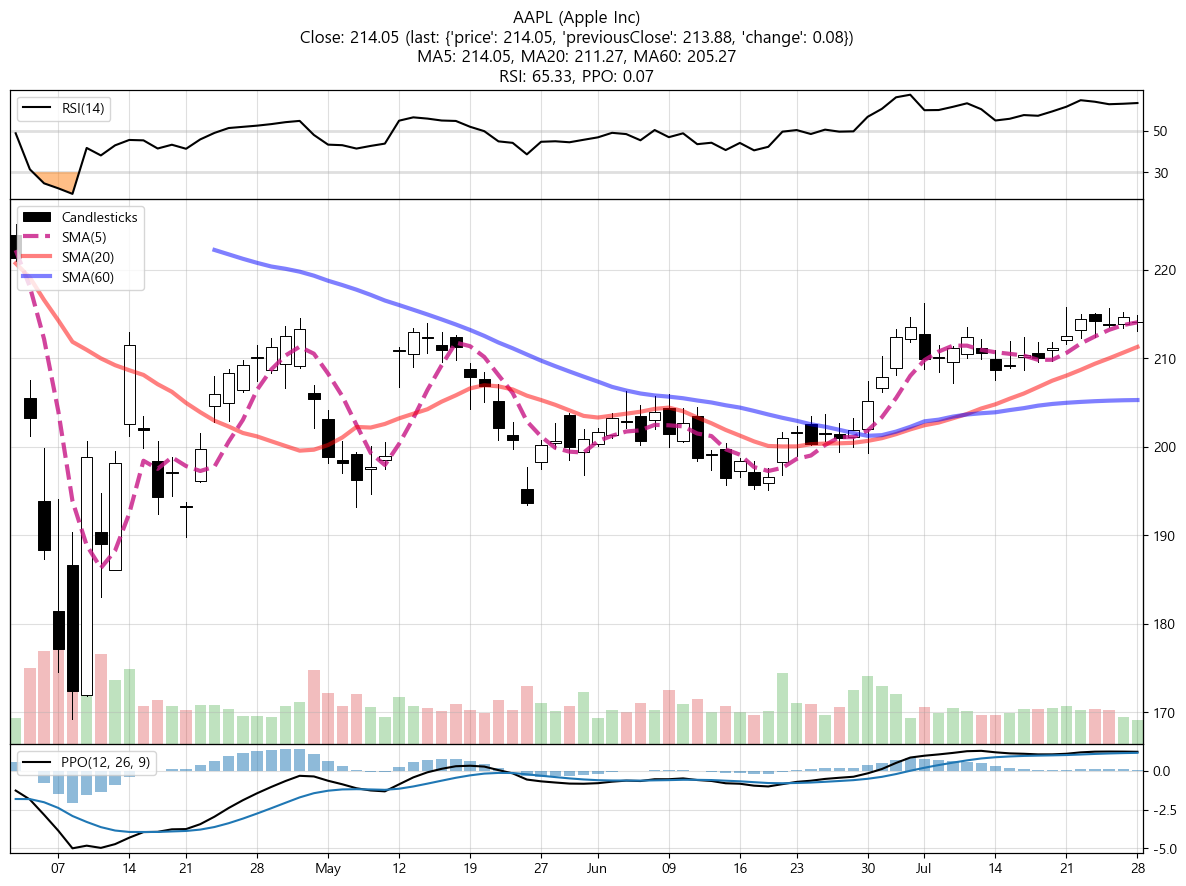 AAPL (Apple Inc)
Close: 214.05 (last: {'price': 214.05, 'previousClose': 213.88, 'change': 0.08})
MA5: 214.05, MA20: 211.27, MA60: 205.27
RSI: 65.33, PPO: 0.07
RSI(14)
50
30
Candlesticks
SMA(5)
SMA(20)
SMA(60)
220
210
200
190
180
170
PPO(12, 26, 9)
0.0
-2.5
-5.0
07 14 21 28 May 12 19 27 Jun 09 16 23 30 Jul 14 21 28